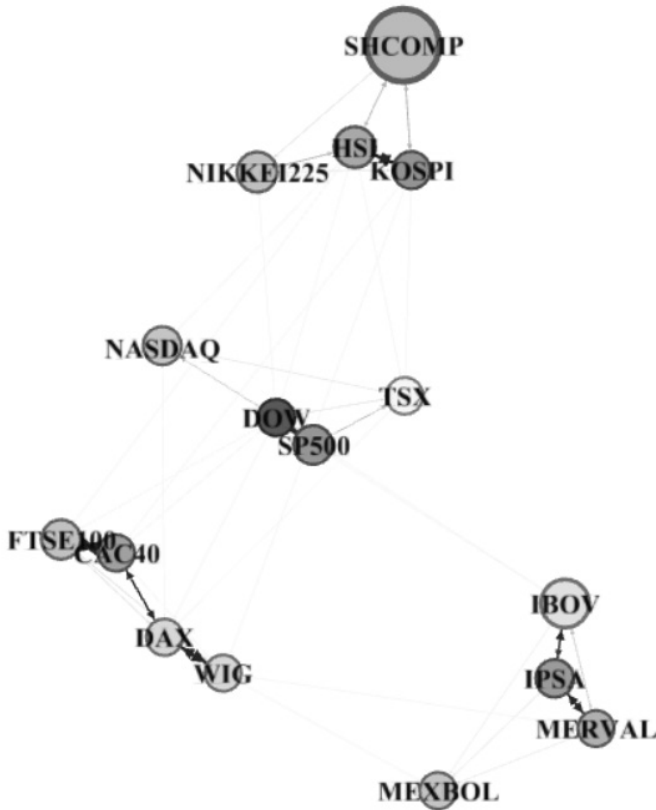 SHCOMP
HSI
NIKKEI225
KOSPI
NASDAQ
TSX
DOW
SP500
FTSE100
CAC40
IBOV
DAX
WIG
IPSA
MERVAL
MEXBOL